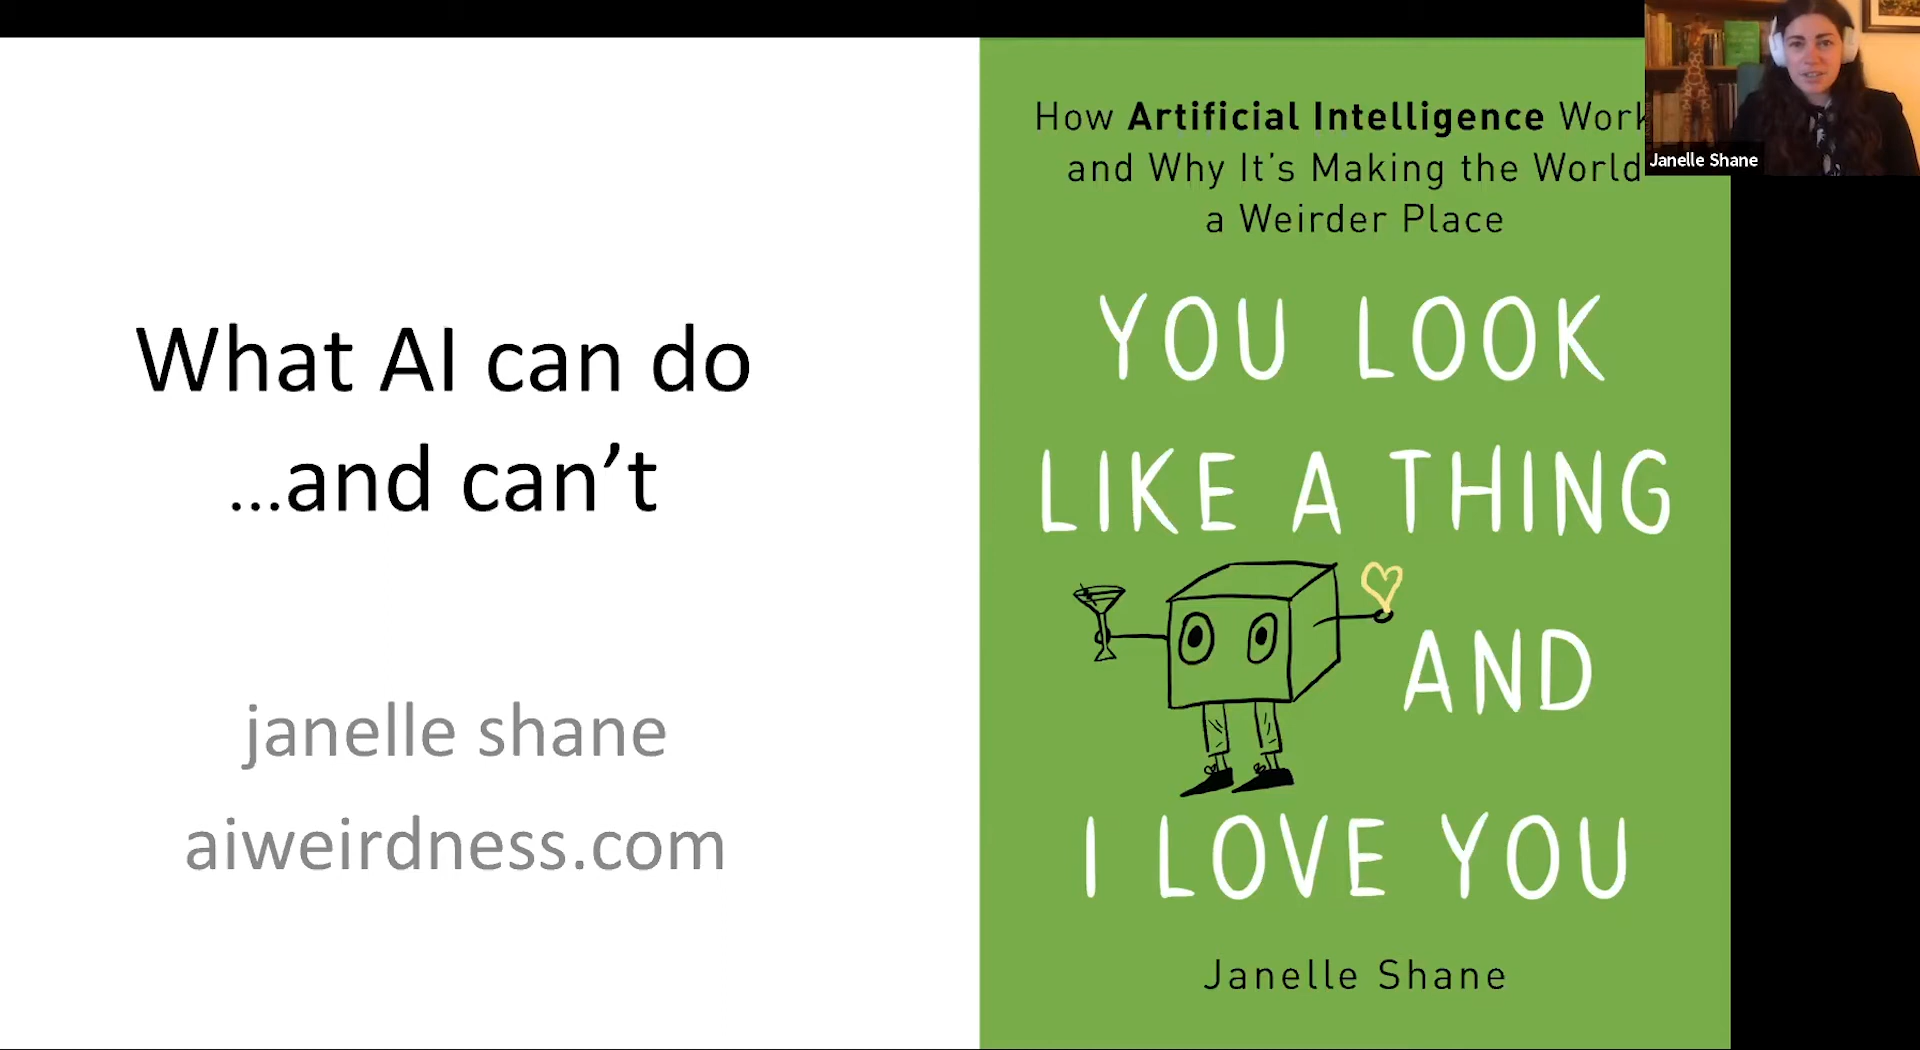 What AI can do
...and can't
janelle shane
aiweirdness.com
How Artificial Intelligence Work
and Why It's Making the World
a Weirder Place
YOU LOOK
LIKE A THING
AND
I LOVE YOU
Janelle Shane
Janelle Shane